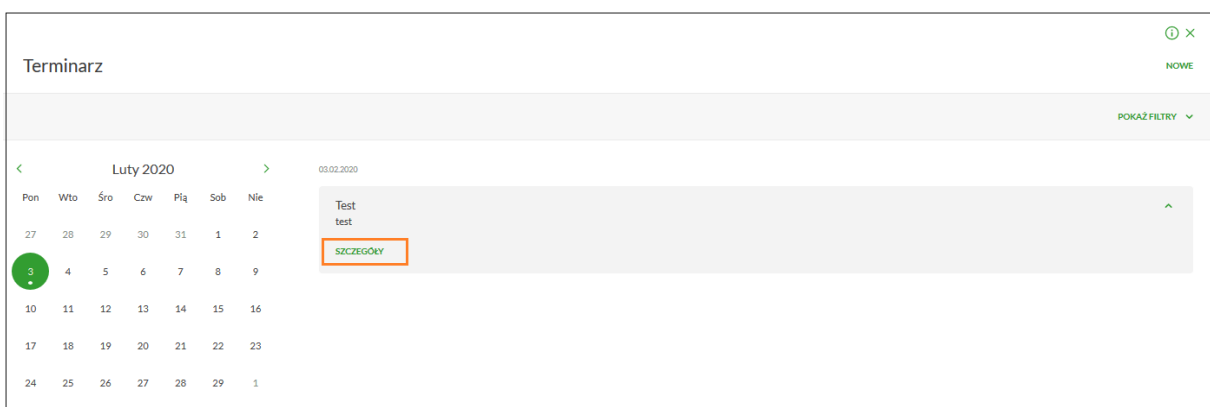 Terminarz
NOWE
POKAŻ FILTRY
Luty 2020
Pon Wto Śro Czw Pią Sob Nie
27 28 29 30 31 1 2
3 4 5 6 7 8 9
10 11 12 13 14 15 16
17 18 19 20 21 22 23
24 25 26 27 28 29 1
03.02.2020
Test
test
SZCZEGÓŁY